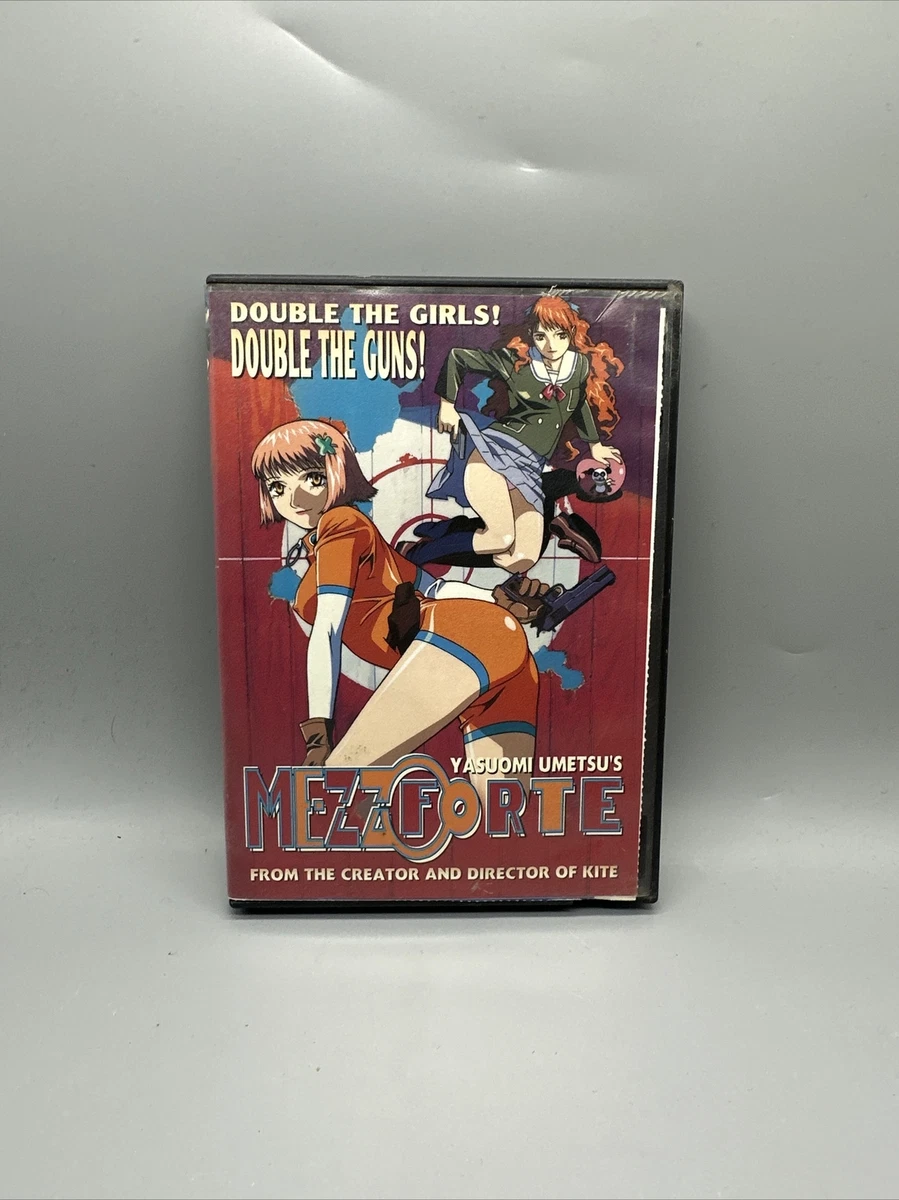 DOUBLE THE GIRLS!
DOUBLE THE GUNS!
YASUOMI UMETSU'S
MEZZO FORTE
FROM THE CREATOR AND DIRECTOR OF KITE